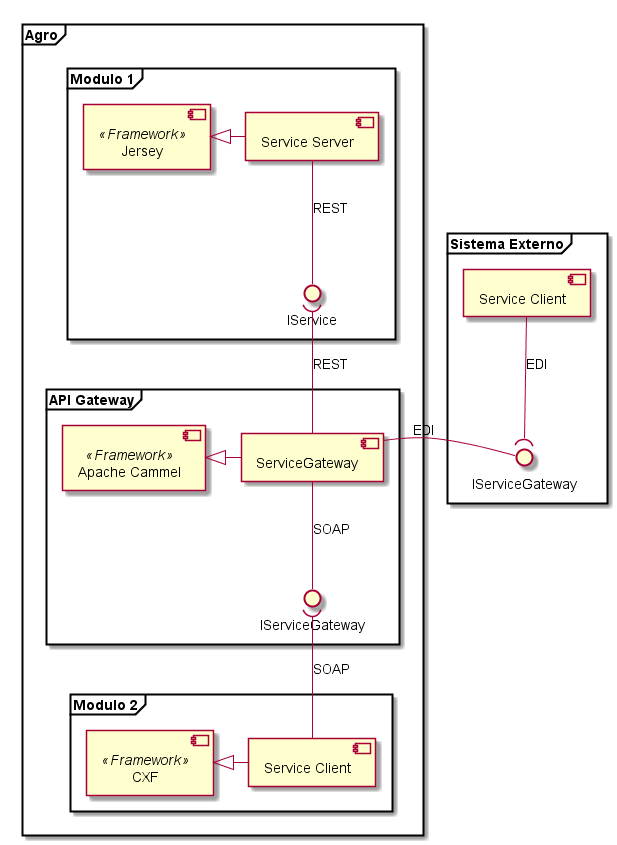 Agro
Modulo 1
«Framework»
Jersey
Service Server
REST
IService
REST
Sistema Externo
Service Client
EDI
IServiceGateway
API Gateway
«Framework»
Apache Cammel
ServiceGateway
EDI
SOAP
IServiceGateway
SOAP
Modulo 2
«Framework»
CXF
Service Client